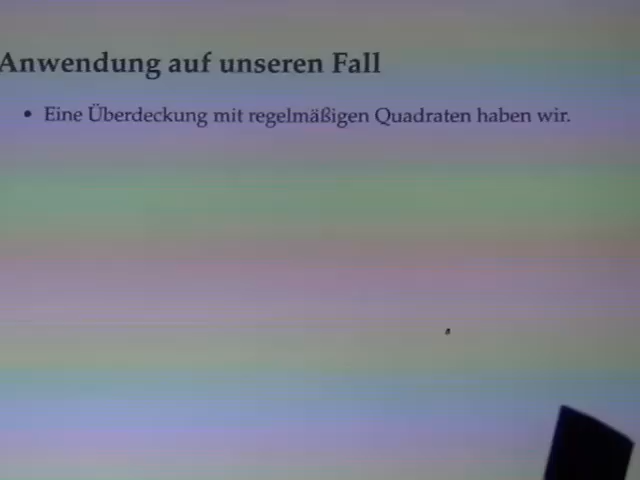 Anwendung auf unseren Fall
• Eine Überdeckung mit regelmäßigen Quadraten haben wir.